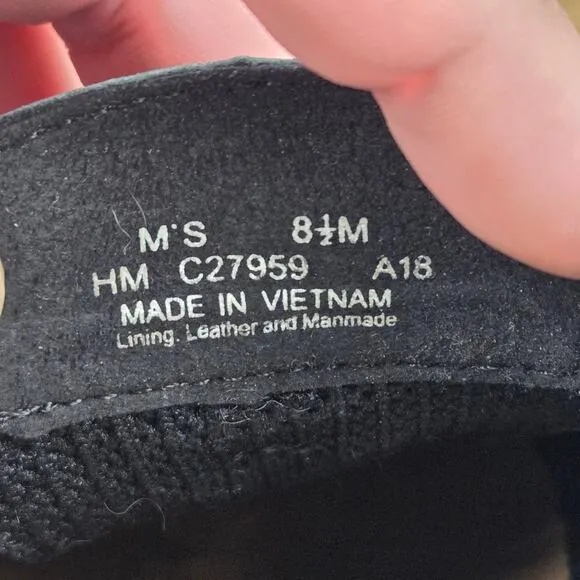 M'S 8½M
HM C27959 A18
MADE IN VIETNAM
Lining. Leather and Manmade